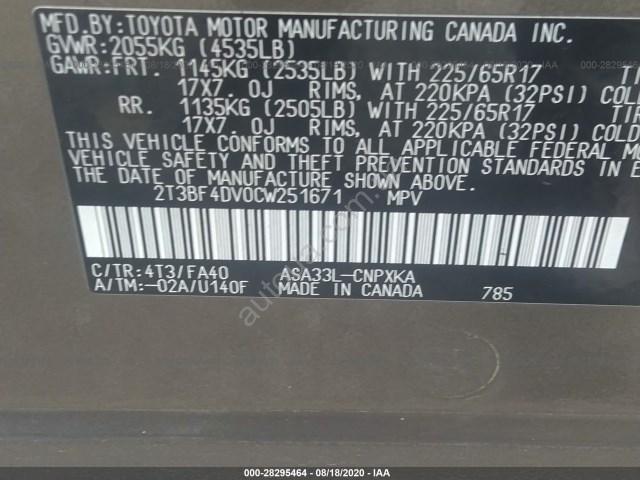 MFD.BY:TOYOTA MOTOR MANUFACTURING CANADA INC.
GVWR:2055KG (4535LB)
GAWR:FRT. 1145KG (2535LB) WITH 225/65R17
17X7.0J RIMS, AT 220KPA (32PSI) COLD
RR. 1135KG (2505LB) WITH 225/65R17 TIR
17X7.0J RIMS, AT 220KPA (32PSI) COLD
THIS VEHICLE CONFORMS TO ALL APPLICABLE FEDERAL MO
VEHICLE SAFETY AND THEFT PREVENTION STANDARDS IN E
THE DATE OF MANUFACTURE SHOWN ABOVE.
2T3BF4DV0CW251671 MPV
C/TR:4T3/FA40 ASA33L-CNPXKA
A/TM:-02A/U140F MADE IN CANADA 785
000-28295464 - 08/18/2020 - IAA